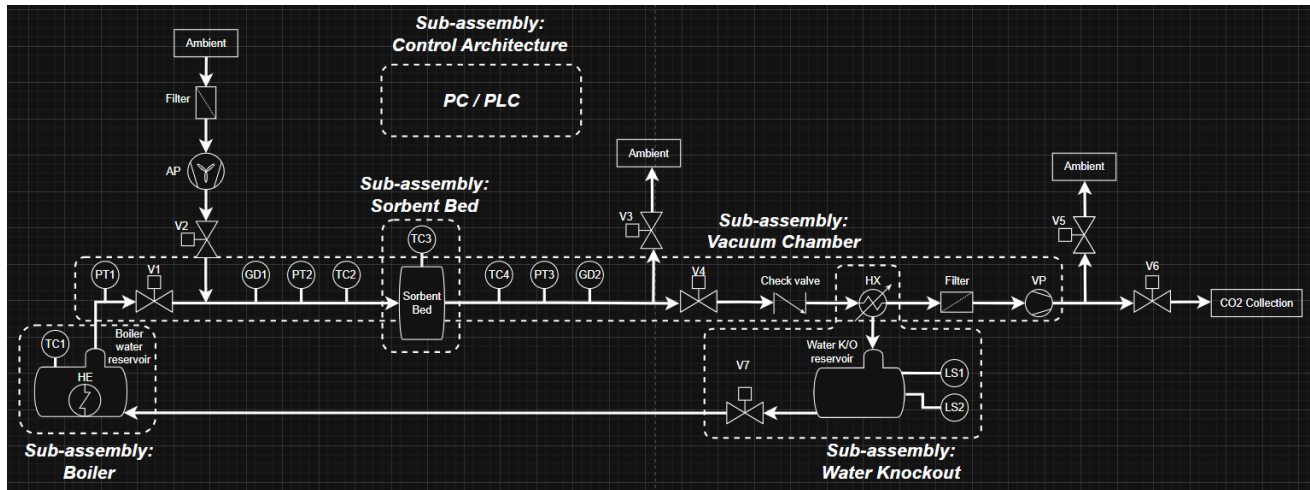 Sub-assembly:
Control Architecture
PC / PLC
Ambient
Filter
AP
V2
Sub-assembly:
Sorbent Bed
TC3
Sorbent
Bed
Ambient
V3
Sub-assembly:
Vacuum Chamber
Ambient
V5
PT1
V1
GD1
PT2
TC2
TC4
PT3
GD2
V4
Check valve
HX
Filter
VP
V6
CO2 Collection
TC1
Boiler
water
reservoir
HE
Sub-assembly:
Boiler
V7
Water K/O
reservoir
LS1
LS2
Sub-assembly:
Water Knockout